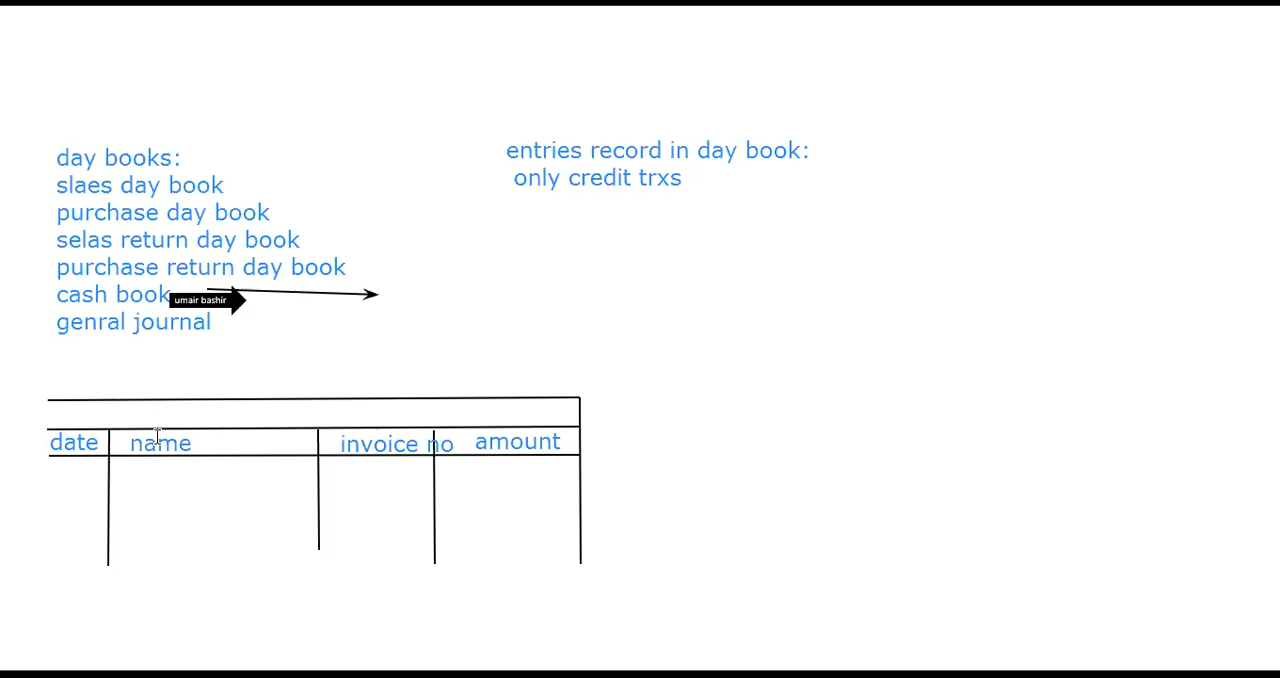 day books:
slaes day book
purchase day book
selas return day book
purchase return day book
cash book
umair bashir
genral journal
entries record in day book:
only credit trxs
date name invoice no amount